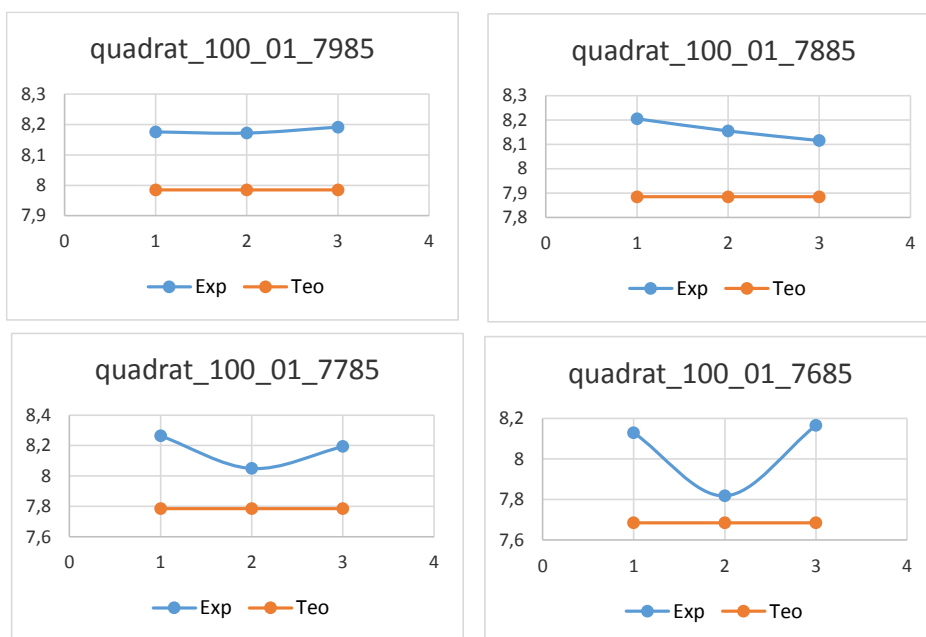 quadrat_100_01_7985
8,3
8,2
8,1
8
7,9
0 1 2 3 4
Exp Teo
quadrat_100_01_7885
8,3
8,2
8,1
8
7,9
7,8
0 1 2 3 4
Exp Teo
quadrat_100_01_7785
8,4
8,2
8
7,8
7,6
0 1 2 3 4
Exp Teo
quadrat_100_01_7685
8,2
8
7,8
7,6
0 1 2 3 4
Exp Teo